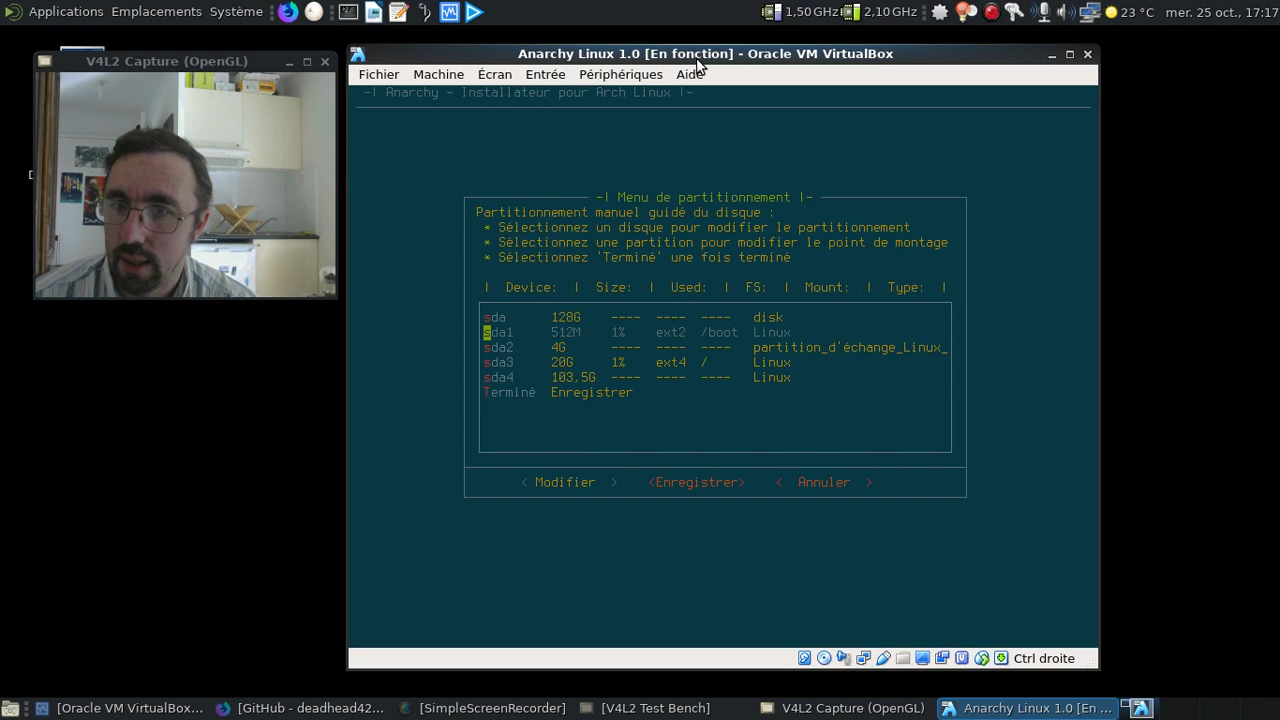 Applications Emplacements Système 1,50 GHz 2,10 GHz 23 °C mer. 25 oct., 17:17
V4L2 Capture (OpenGL)
Anarchy Linux 1.0 [En fonction] - Oracle VM VirtualBox
Fichier Machine Écran Entrée Périphériques Aide
-| Anarchy - Installateur pour Arch Linux |-
-| Menu de partitionnement |-
Partitionnement manuel guidé du disque :
* Sélectionnez un disque pour modifier le partitionnement
* Sélectionnez une partition pour modifier le point de montage
* Sélectionnez 'Terminé' une fois terminé
| Device: | Size: | Used: | FS: | Mount: | Type: |
sda 128G ---- ---- ---- disk
sda1 512M 1% ext2 /boot Linux
sda2 4G ---- ---- ---- partition_d'échange_Linux_
sda3 20G 1% ext4 / Linux
sda4 103,5G ---- ---- ---- Linux
Terminé Enregistrer
< Modifier > <Enregistrer> < Annuler >
Ctrl droite
[Oracle VM VirtualBox... [GitHub - deadhead42... [SimpleScreenRecorder] [V4L2 Test Bench] V4L2 Capture (OpenGL) Anarchy Linux 1.0 [En ...